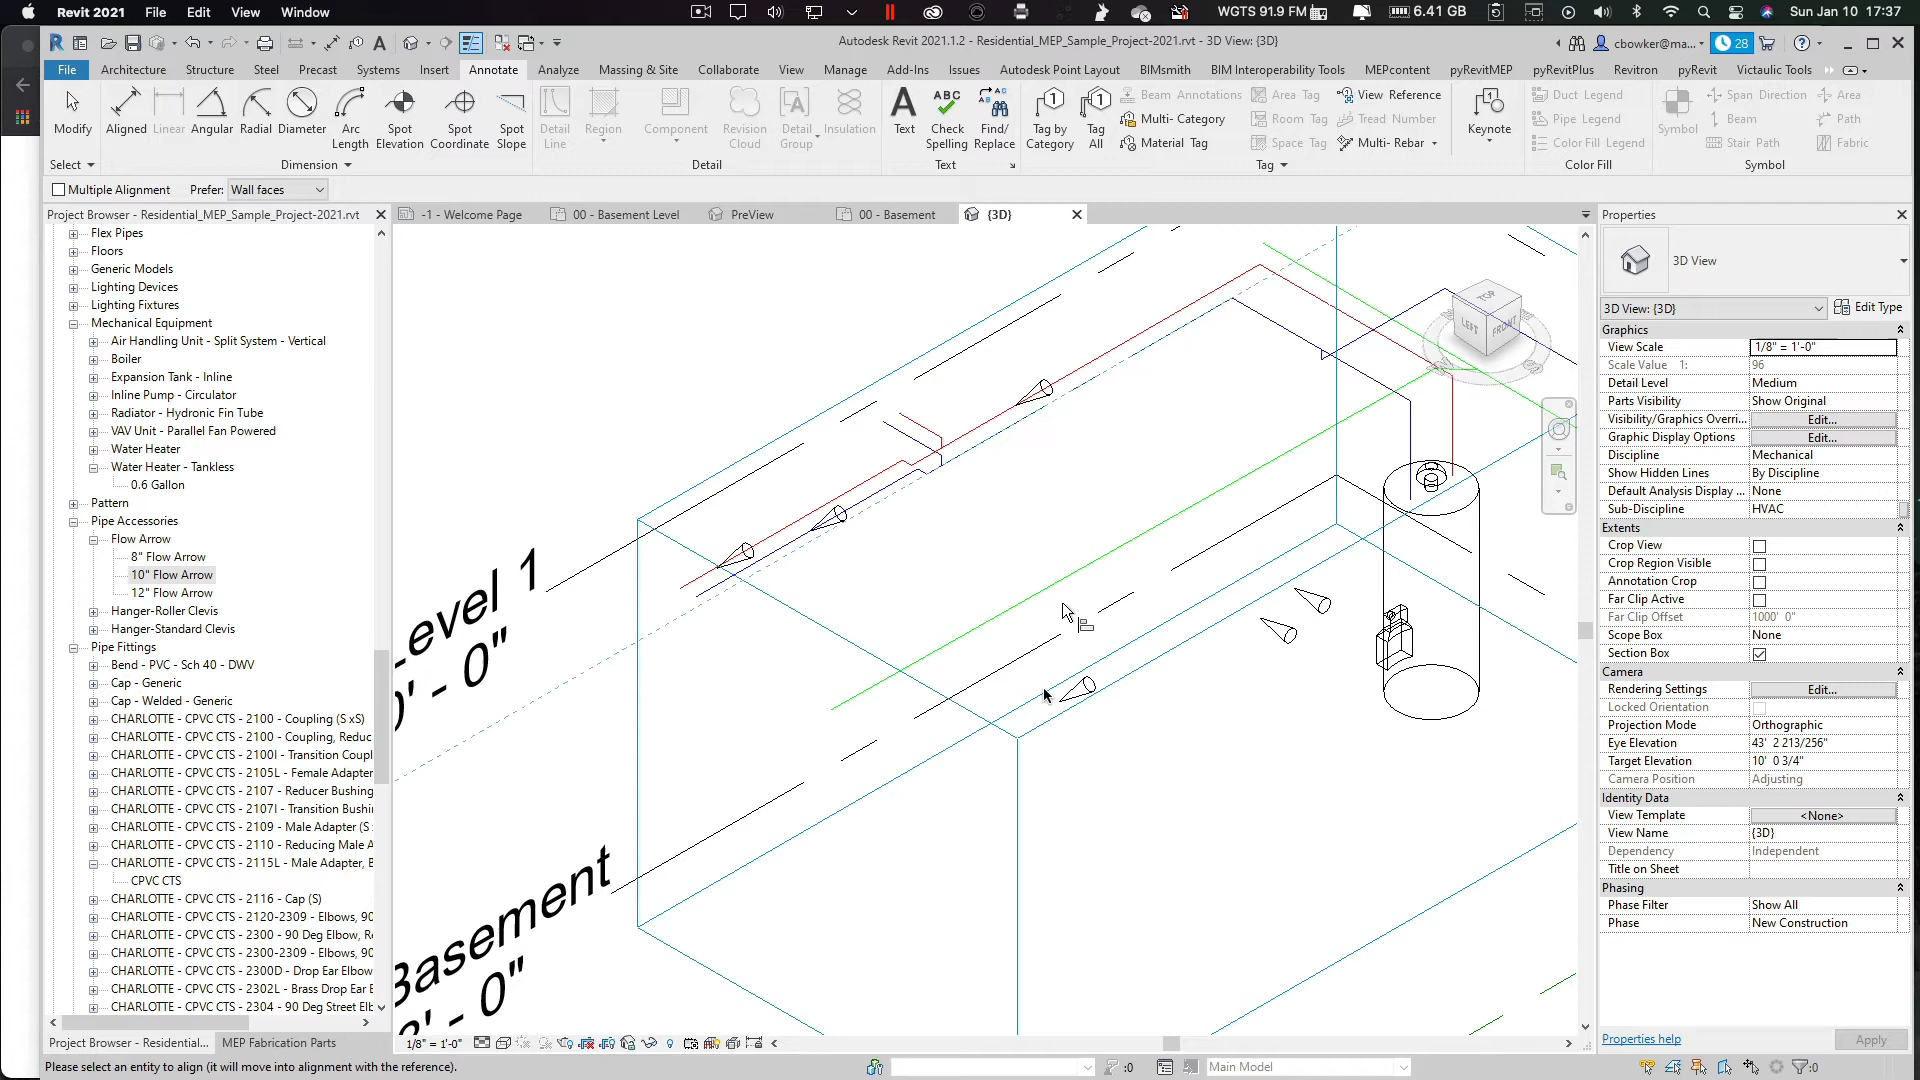 Revit 2021 File Edit View Window
WGTS 91.9 FM 6.41 GB Sun Jan 10 17:37
Autodesk Revit 2021.1.2 - Residential_MEP_Sample_Project-2021.rvt - 3D View: {3D}
cbowker@ma... 28
File Architecture Structure Steel Precast Systems Insert Annotate Analyze Massing & Site Collaborate View Manage Add-Ins Issues Autodesk Point Layout BIMsmith BIM Interoperability Tools MEPcontent pyRevitMEP pyRevitPlus Revitron pyRevit Victaulic Tools
Modify
Aligned Linear Angular Radial Diameter Arc Length Spot Elevation Spot Coordinate Spot Slope
Detail Line Region Component Revision Cloud Detail Group Insulation
Text Check Spelling Find/ Replace
Tag by Category Tag All
Beam Annotations Area Tag View Reference
Multi- Category Room Tag Tread Number
Material Tag Space Tag Multi- Rebar
Keynote
Duct Legend
Pipe Legend
Color Fill Legend
Symbol
Span Direction Area
Beam Path
Stair Path Fabric
Select Dimension Detail Text Tag Color Fill Symbol
Multiple Alignment Prefer: Wall faces
Project Browser - Residential_MEP_Sample_Project-2021.rvt
-1 - Welcome Page 00 - Basement Level PreView 00 - Basement {3D}
Flex Pipes
Floors
Generic Models
Lighting Devices
Lighting Fixtures
Mechanical Equipment
Air Handling Unit - Split System - Vertical
Boiler
Expansion Tank - Inline
Inline Pump - Circulator
Radiator - Hydronic Fin Tube
VAV Unit - Parallel Fan Powered
Water Heater
Water Heater - Tankless
0.6 Gallon
Pattern
Pipe Accessories
Flow Arrow
8" Flow Arrow
10" Flow Arrow
12" Flow Arrow
Hanger-Roller Clevis
Hanger-Standard Clevis
Pipe Fittings
Bend - PVC - Sch 40 - DWV
Cap - Generic
Cap - Welded - Generic
CHARLOTTE - CPVC CTS - 2100 - Coupling (S xS)
CHARLOTTE - CPVC CTS - 2100 - Coupling, Reduc
CHARLOTTE - CPVC CTS - 2100I - Transition Coupl
CHARLOTTE - CPVC CTS - 2105L - Female Adapter
CHARLOTTE - CPVC CTS - 2107 - Reducer Bushing
CHARLOTTE - CPVC CTS - 2107I - Transition Bushi
CHARLOTTE - CPVC CTS - 2109 - Male Adapter (S
CHARLOTTE - CPVC CTS - 2110 - Reducing Male A
CHARLOTTE - CPVC CTS - 2115L - Male Adapter, B
CPVC CTS
CHARLOTTE - CPVC CTS - 2116 - Cap (S)
CHARLOTTE - CPVC CTS - 2120-2309 - Elbows, 90
CHARLOTTE - CPVC CTS - 2300 - 90 Deg Elbow, Re
CHARLOTTE - CPVC CTS - 2300-2309 - Elbows, 90
CHARLOTTE - CPVC CTS - 2300D - Drop Ear Elbow
CHARLOTTE - CPVC CTS - 2302L - Brass Drop Ear E
CHARLOTTE - CPVC CTS - 2304 - 90 Deg Street Elb
Project Browser - Residential... MEP Fabrication Parts
Level 1
0' - 0"
Basement
' - 0"
TOP
LEFT FRONT
Properties
3D View
3D View: {3D} Edit Type
Graphics
View Scale 1/8" = 1'-0"
Scale Value 1: 96
Detail Level Medium
Parts Visibility Show Original
Visibility/Graphics Overri... Edit...
Graphic Display Options Edit...
Discipline Mechanical
Show Hidden Lines By Discipline
Default Analysis Display ... None
Sub-Discipline HVAC
Extents
Crop View
Crop Region Visible
Annotation Crop
Far Clip Active
Far Clip Offset 1000' 0"
Scope Box None
Section Box
Camera
Rendering Settings Edit...
Locked Orientation
Projection Mode Orthographic
Eye Elevation 43' 2 213/256"
Target Elevation 10' 0 3/4"
Camera Position Adjusting
Identity Data
View Template <None>
View Name {3D}
Dependency Independent
Title on Sheet
Phasing
Phase Filter Show All
Phase New Construction
Properties help Apply
1/8" = 1'-0"
Please select an entity to align (it will move into alignment with the reference).
:0 Main Model :0